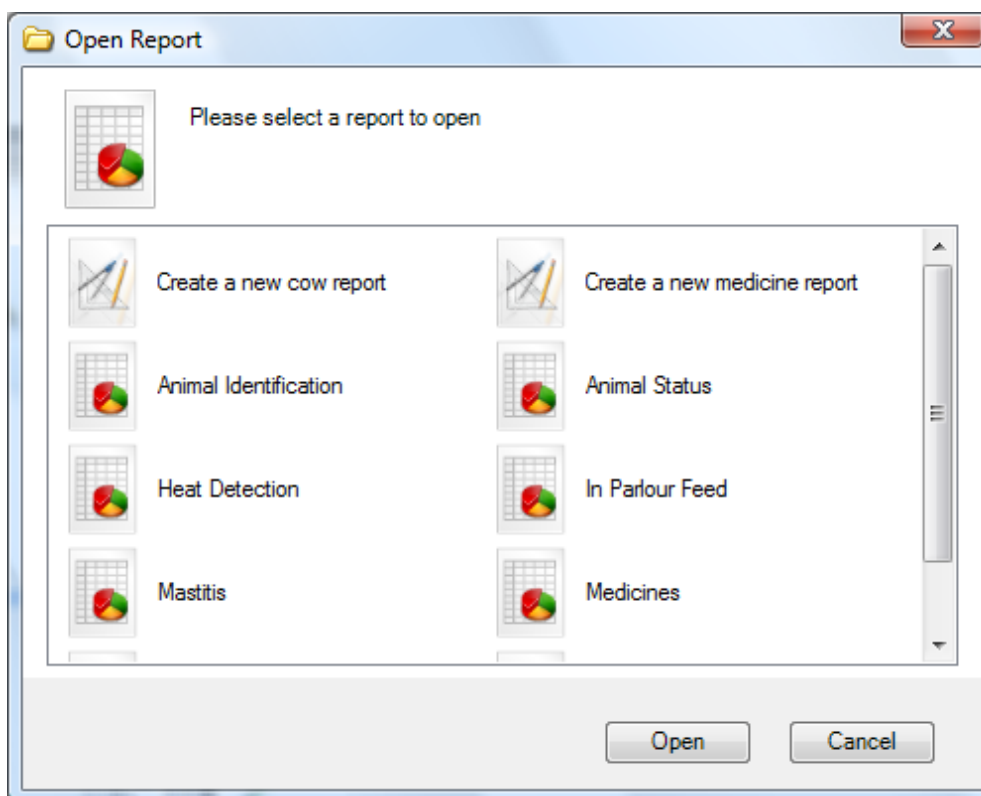 Open Report
Please select a report to open
Create a new cow report
Create a new medicine report
Animal Identification
Animal Status
Heat Detection
In Parlour Feed
Mastitis
Medicines
Open
Cancel